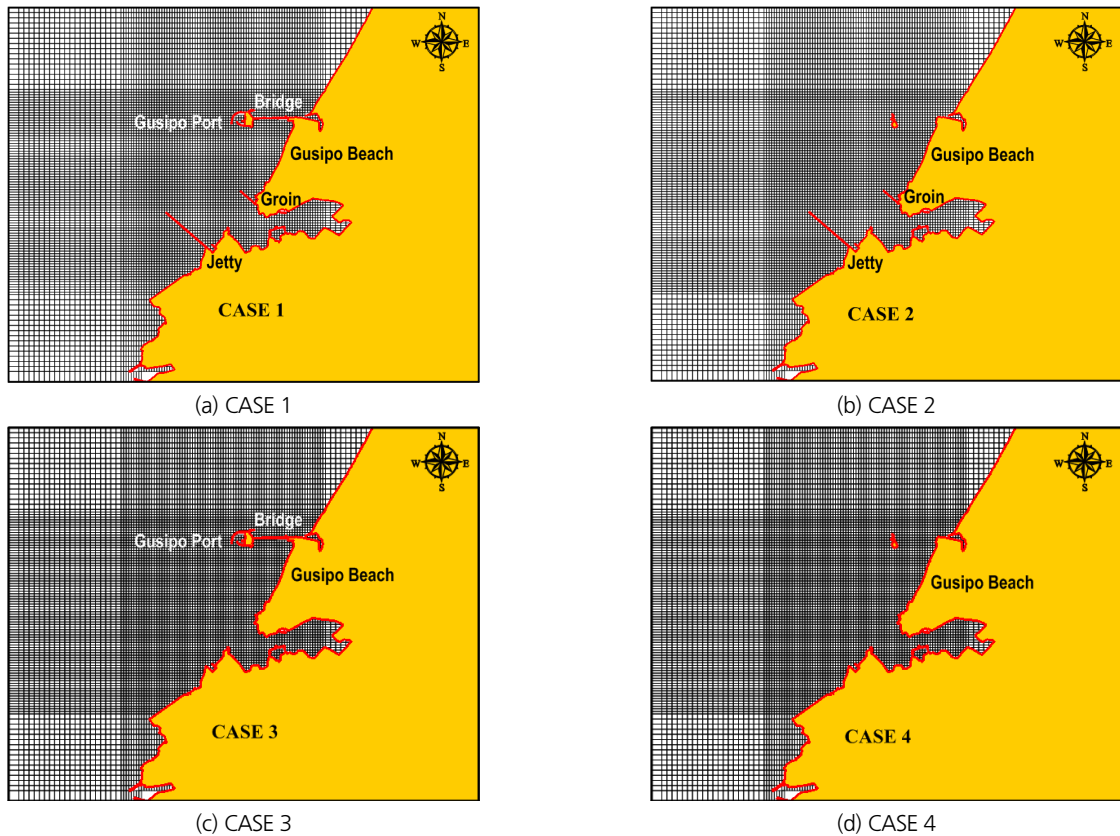 N
W E
S
Bridge
Gusipo Port
Gusipo Beach
Groin
Jetty
CASE 1
(a) CASE 1
N
W E
S
Gusipo Beach
Groin
Jetty
CASE 2
(b) CASE 2
N
W E
S
Bridge
Gusipo Port
Gusipo Beach
CASE 3
(c) CASE 3
N
W E
S
Gusipo Beach
CASE 4
(d) CASE 4